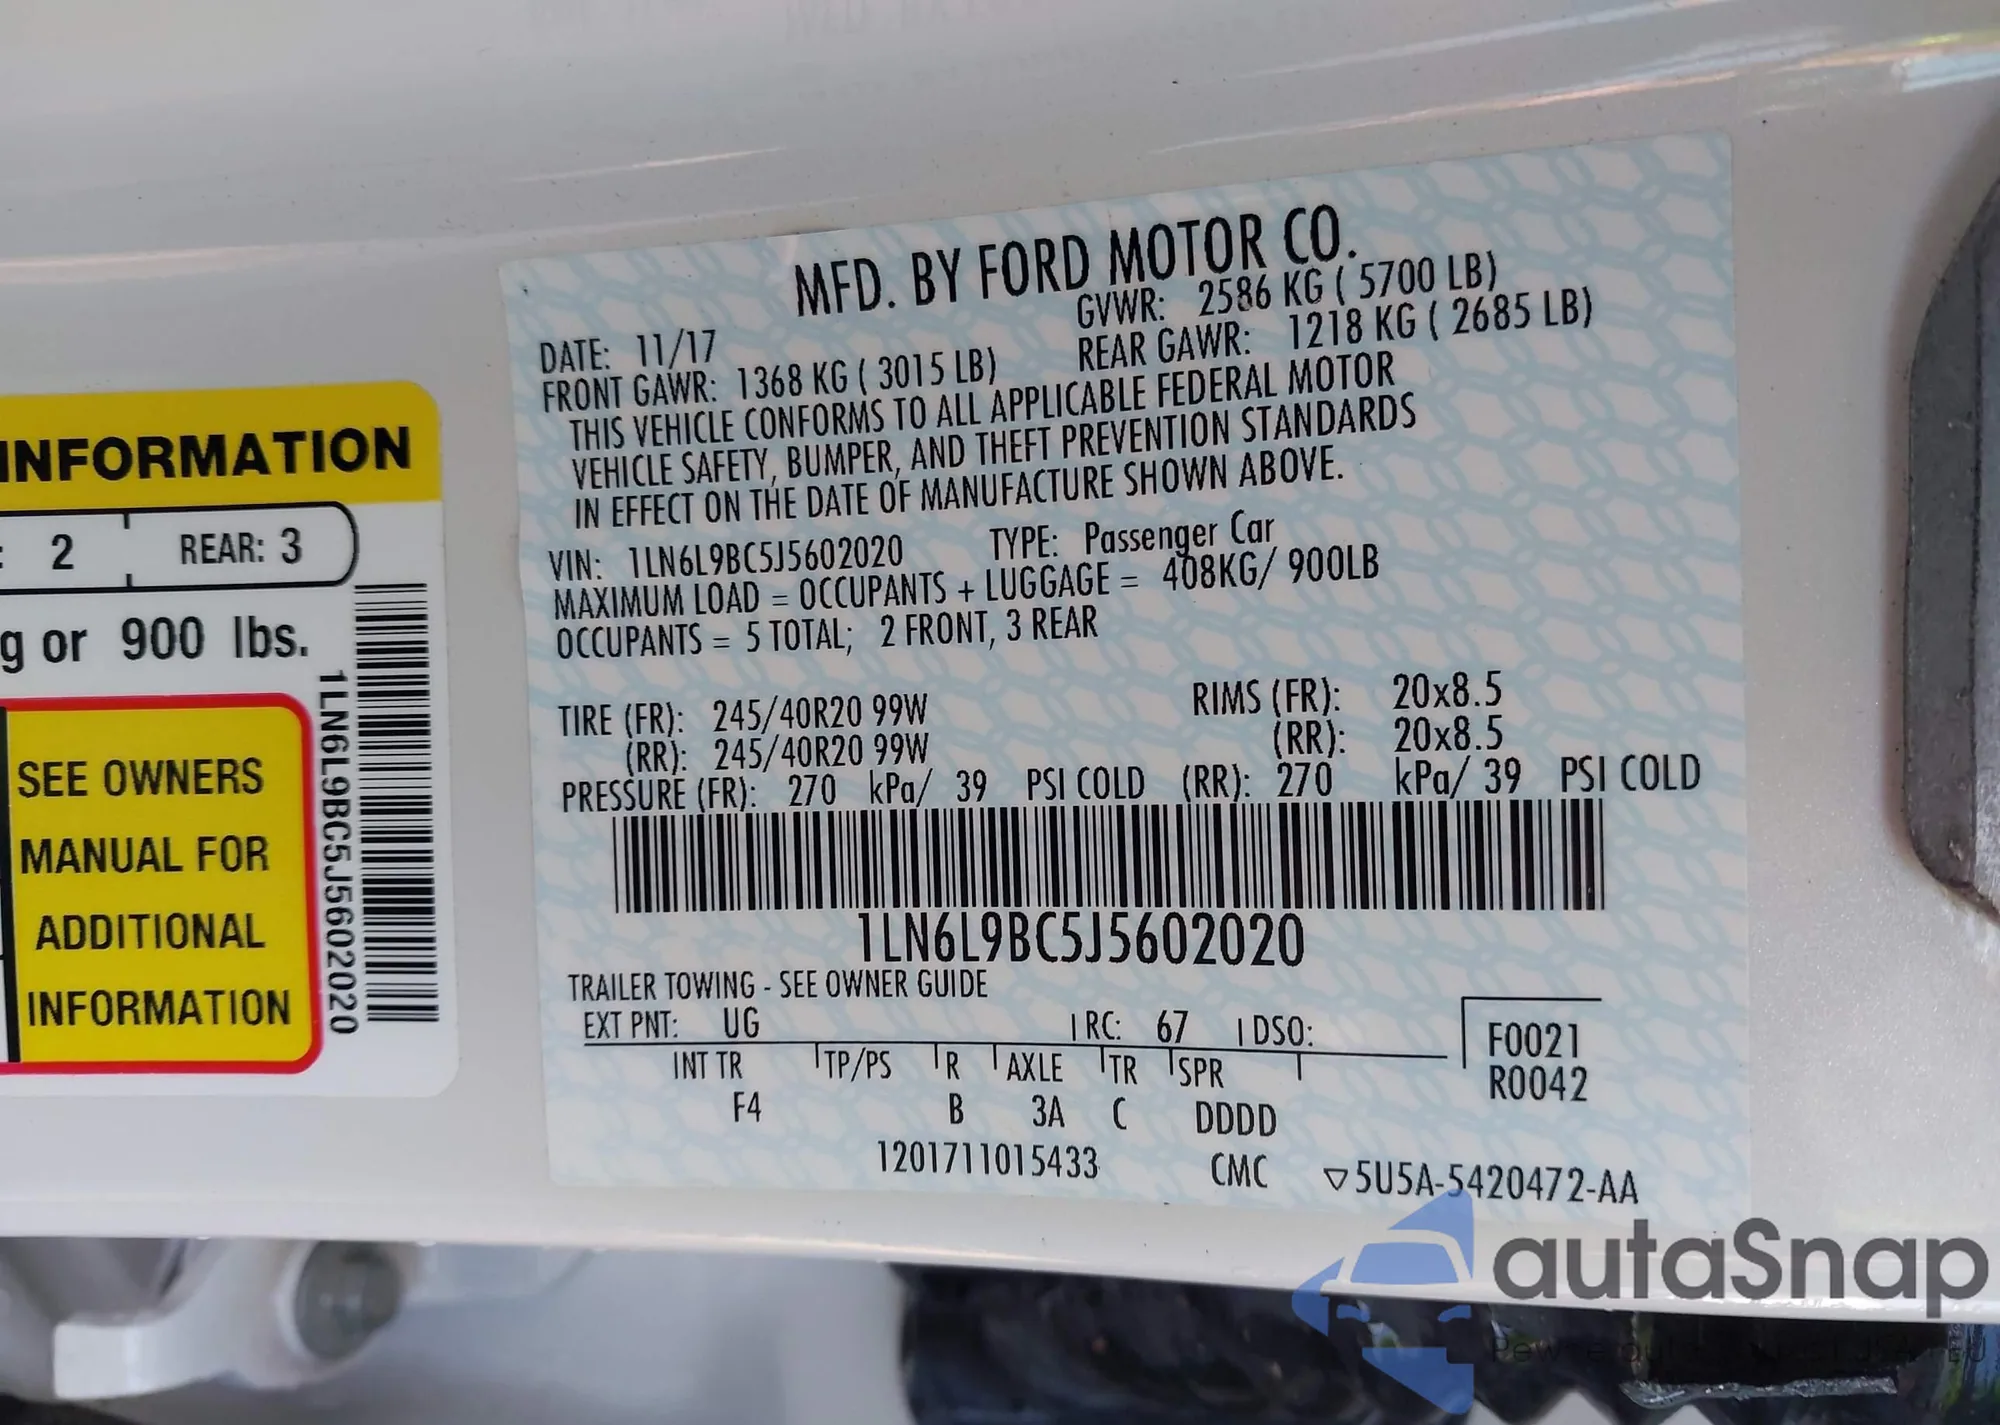 INFORMATION
2 REAR: 3
g or 900 lbs.
SEE OWNERS
MANUAL FOR
ADDITIONAL
INFORMATION
1LN6L9BC5J5602020
MFD. BY FORD MOTOR CO.
DATE: 11/17 GVWR: 2586 KG ( 5700 LB)
FRONT GAWR: 1368 KG ( 3015 LB) REAR GAWR: 1218 KG ( 2685 LB)
THIS VEHICLE CONFORMS TO ALL APPLICABLE FEDERAL MOTOR
VEHICLE SAFETY, BUMPER, AND THEFT PREVENTION STANDARDS
IN EFFECT ON THE DATE OF MANUFACTURE SHOWN ABOVE.
VIN: 1LN6L9BC5J5602020 TYPE: Passenger Car
MAXIMUM LOAD = OCCUPANTS + LUGGAGE = 408KG/ 900LB
OCCUPANTS = 5 TOTAL; 2 FRONT, 3 REAR
TIRE (FR): 245/40R20 99W RIMS (FR): 20x8.5
(RR): 245/40R20 99W (RR): 20x8.5
PRESSURE (FR): 270 kPa/ 39 PSI COLD (RR): 270 kPa/ 39 PSI COLD
1LN6L9BC5J5602020
TRAILER TOWING - SEE OWNER GUIDE
EXT PNT: UG RC: 67 DSO: F0021
R0042
INT TR TP/PS R AXLE TR SPR
F4 B 3A C DDDD
1201711015433 CMC ▽5U5A-5420472-AA
autaSnap